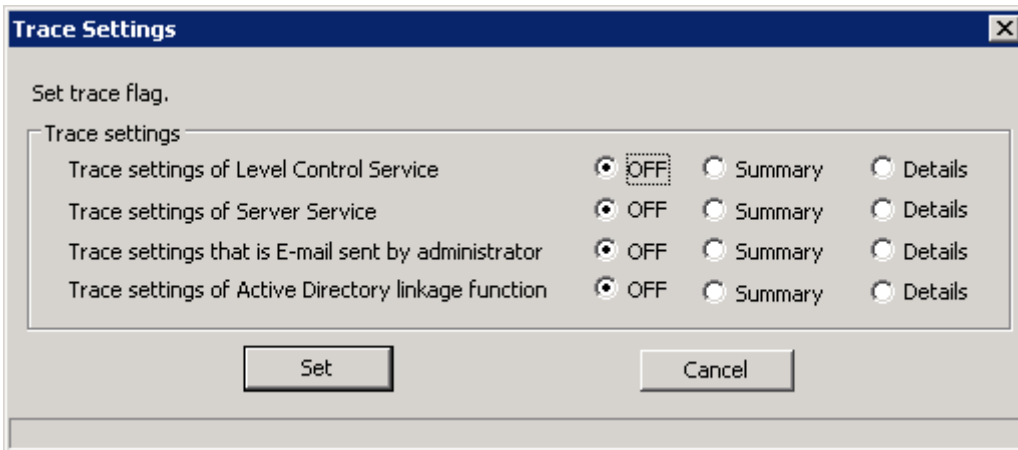 Trace Settings
Set trace flag.
Trace settings
Trace settings of Level Control Service OFF Summary Details
Trace settings of Server Service OFF Summary Details
Trace settings that is E-mail sent by administrator OFF Summary Details
Trace settings of Active Directory linkage function OFF Summary Details
Set Cancel